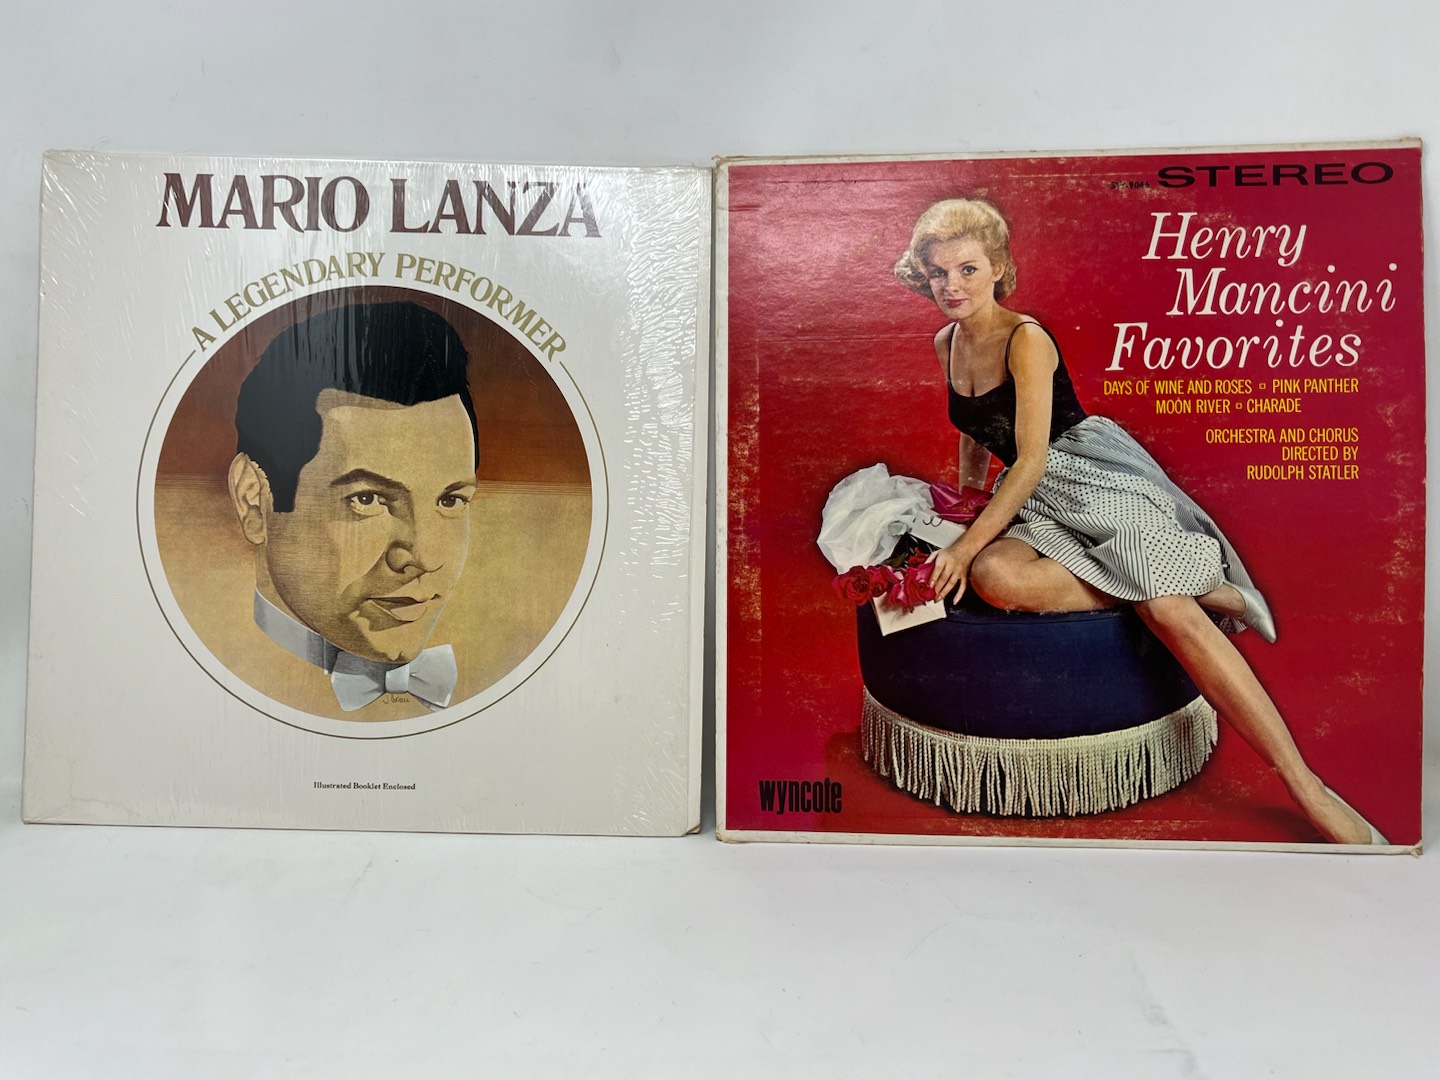 MARIO LANZA
A LEGENDARY PERFORMER
Illustrated Booklet Enclosed
STEREO
Henry
Mancini
Favorites
DAYS OF WINE AND ROSES ▫ PINK PANTHER
MOON RIVER ▫ CHARADE
ORCHESTRA AND CHORUS
DIRECTED BY
RUDOLPH STATLER
wyncote